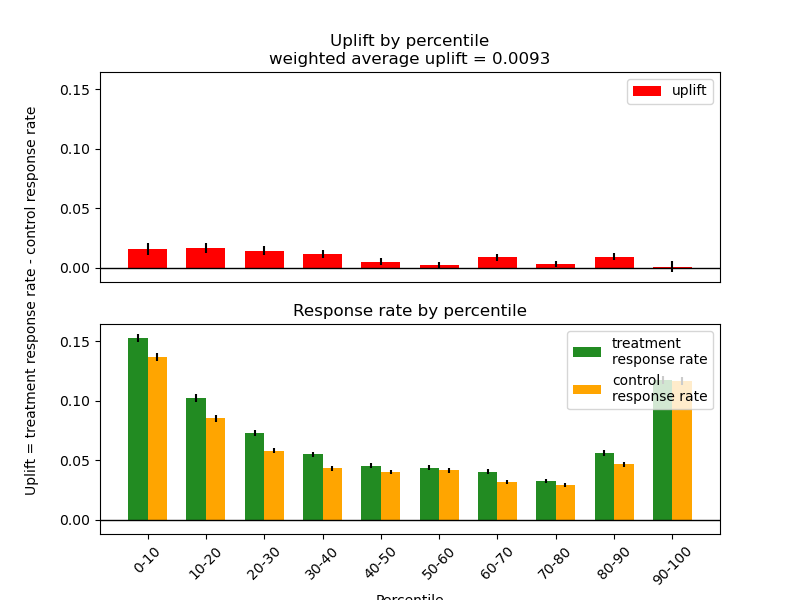 Uplift by percentile
weighted average uplift = 0.0093
uplift
0.15
0.10
0.05
0.00
Uplift = treatment response rate - control response rate
Response rate by percentile
treatment
response rate
control
response rate
0.15
0.10
0.05
0.00
0-10
10-20
20-30
30-40
40-50
50-60
60-70
70-80
80-90
90-100
Percentile